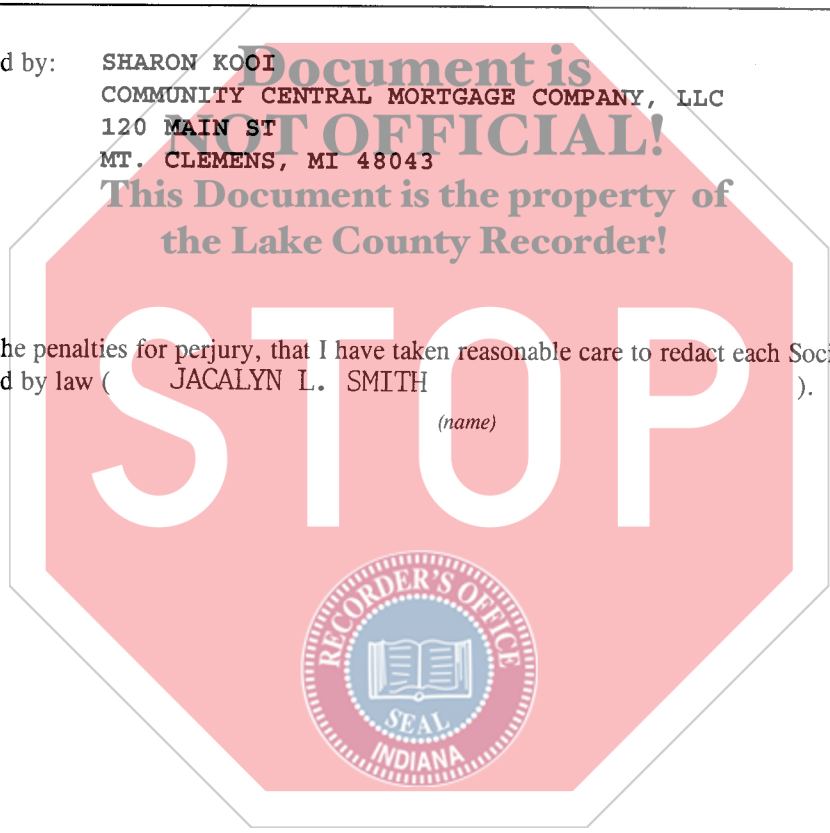 d by: SHARON KOOI
COMMUNITY CENTRAL MORTGAGE COMPANY, LLC
120 MAIN ST
MT. CLEMENS, MI 48043
Document is
NOT OFFICIAL!
This Document is the property of
the Lake County Recorder!
he penalties for perjury, that I have taken reasonable care to redact each Soci
d by law ( JACALYN L. SMITH ).
(name)
STOP
RECORDER'S OFFICE
SEAL
INDIANA